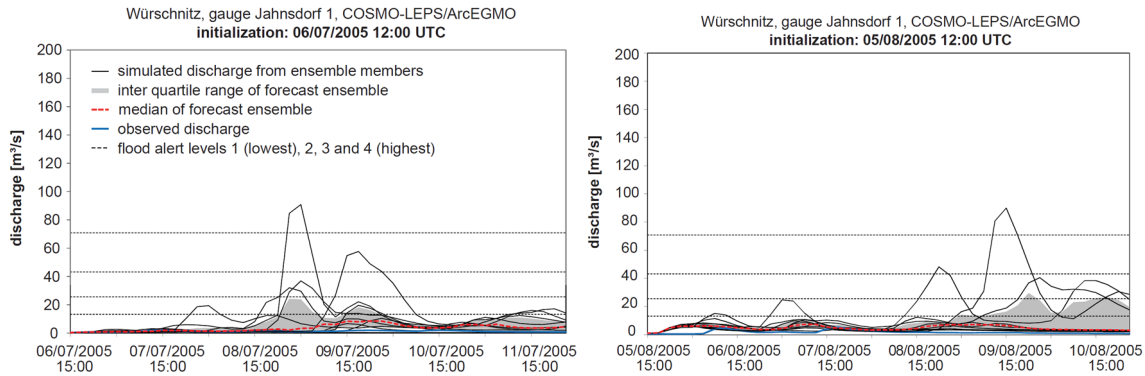 Würschnitz, gauge Jahnsdorf 1, COSMO-LEPS/ArcEGMO
initialization: 06/07/2005 12:00 UTC
discharge [m³/s]
200
180
160
140
120
100
80
60
40
20
0
simulated discharge from ensemble members
inter quartile range of forecast ensemble
median of forecast ensemble
observed discharge
flood alert levels 1 (lowest), 2, 3 and 4 (highest)
06/07/2005 07/07/2005 08/07/2005 09/07/2005 10/07/2005 11/07/2005
15:00 15:00 15:00 15:00 15:00 15:00
Würschnitz, gauge Jahnsdorf 1, COSMO-LEPS/ArcEGMO
initialization: 05/08/2005 12:00 UTC
discharge [m³/s]
200
180
160
140
120
100
80
60
40
20
0
05/08/2005 06/08/2005 07/08/2005 08/08/2005 09/08/2005 10/08/2005
15:00 15:00 15:00 15:00 15:00 15:00